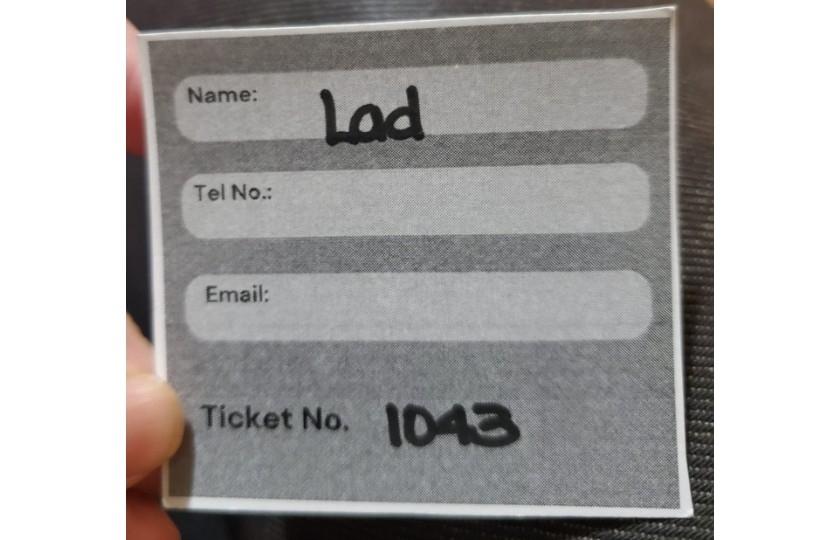 Name: Lad
Tel No.:
Email:
Ticket No. 1043